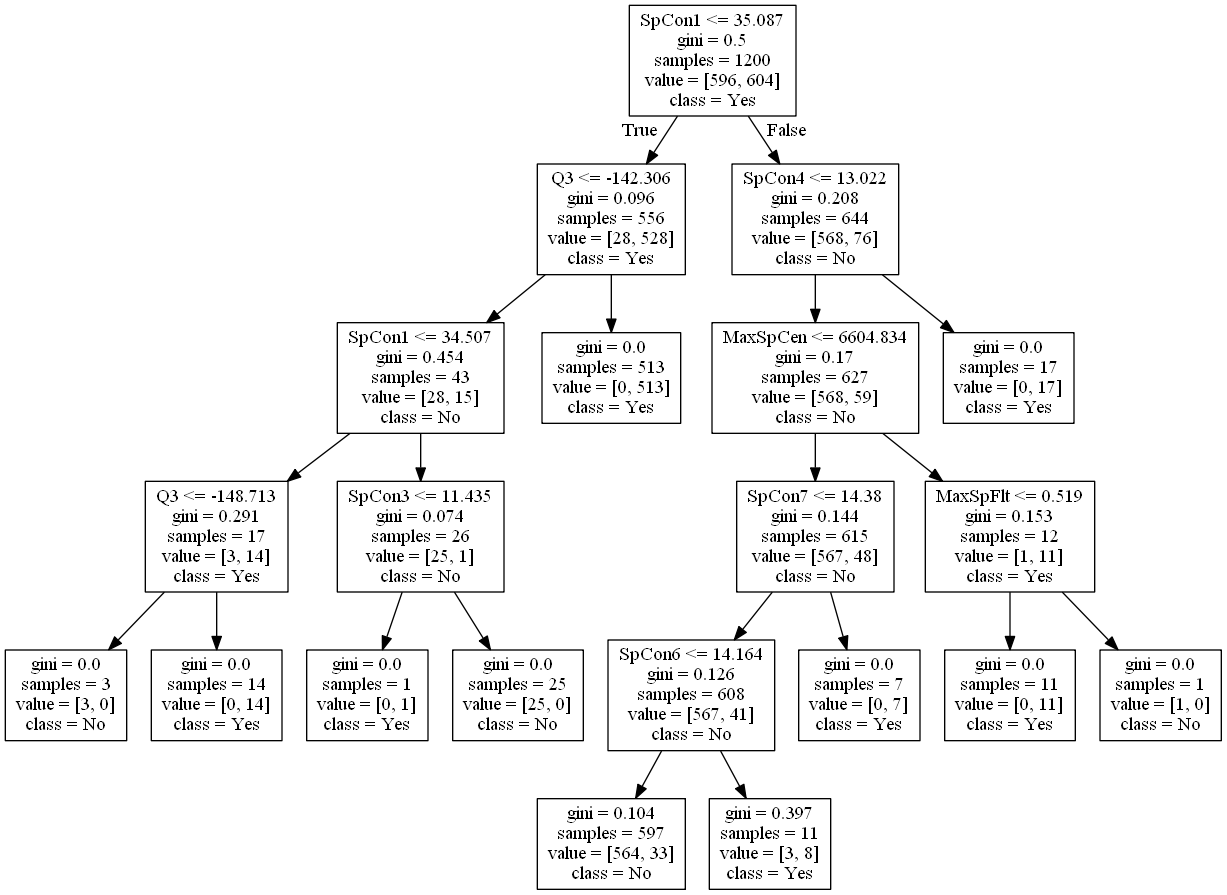 SpCon1 <= 35.087
gini = 0.5
samples = 1200
value = [596, 604]
class = Yes
True
False
Q3 <= -142.306
gini = 0.096
samples = 556
value = [28, 528]
class = Yes
SpCon4 <= 13.022
gini = 0.208
samples = 644
value = [568, 76]
class = No
SpCon1 <= 34.507
gini = 0.454
samples = 43
value = [28, 15]
class = No
gini = 0.0
samples = 513
value = [0, 513]
class = Yes
MaxSpCen <= 6604.834
gini = 0.17
samples = 627
value = [568, 59]
class = No
gini = 0.0
samples = 17
value = [0, 17]
class = Yes
Q3 <= -148.713
gini = 0.291
samples = 17
value = [3, 14]
class = Yes
SpCon3 <= 11.435
gini = 0.074
samples = 26
value = [25, 1]
class = No
SpCon7 <= 14.38
gini = 0.144
samples = 615
value = [567, 48]
class = No
MaxSpFlt <= 0.519
gini = 0.153
samples = 12
value = [1, 11]
class = Yes
gini = 0.0
samples = 3
value = [3, 0]
class = No
gini = 0.0
samples = 14
value = [0, 14]
class = Yes
gini = 0.0
samples = 1
value = [0, 1]
class = Yes
gini = 0.0
samples = 25
value = [25, 0]
class = No
SpCon6 <= 14.164
gini = 0.126
samples = 608
value = [567, 41]
class = No
gini = 0.0
samples = 7
value = [0, 7]
class = Yes
gini = 0.0
samples = 11
value = [0, 11]
class = Yes
gini = 0.0
samples = 1
value = [1, 0]
class = No
gini = 0.104
samples = 597
value = [564, 33]
class = No
gini = 0.397
samples = 11
value = [3, 8]
class = Yes